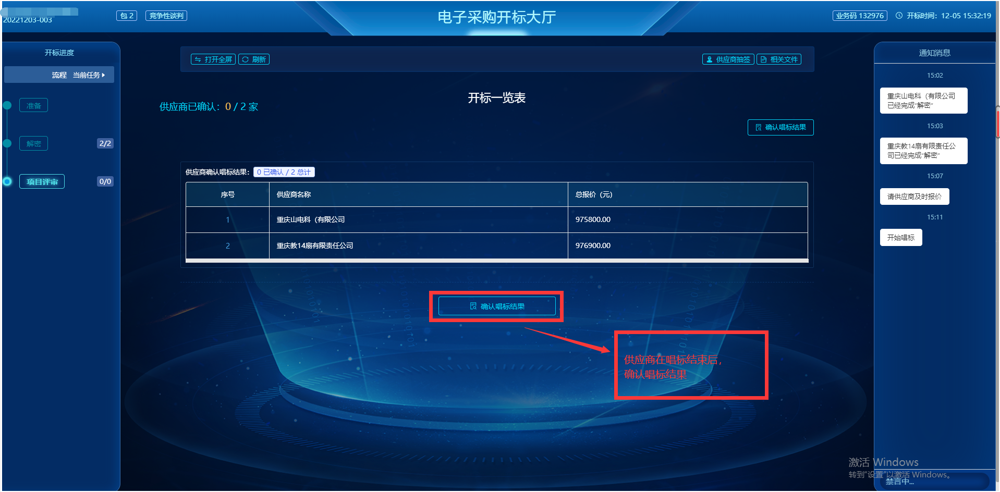 20221203-003
包 2
竞争性谈判
电子采购开标大厅
业务码 132976
开标时间：12-05 15:32:19
开标进度
流程 当前任务
准备
解密
2/2
项目评审
0/0
打开全屏
刷新
供应商抽签
相关文件
开标一览表
供应商已确认：0 / 2 家
确认唱标结果
供应商确认唱标结果：0 已确认 / 2 总计
序号 供应商名称 总报价（元）
1 重庆山电科（有限公司 975800.00
2 重庆教14扇有限责任公司 976900.00
确认唱标结果
供应商在唱标结束后，
确认唱标结果
通知消息
15:02
重庆山电科（有限公司
已经完成“解密”
15:03
重庆教14扇有限责任公
司已经完成“解密”
15:07
请供应商及时报价
15:11
开始唱标
激活 Windows
转到“设置”以激活 Windows。
禁言中...